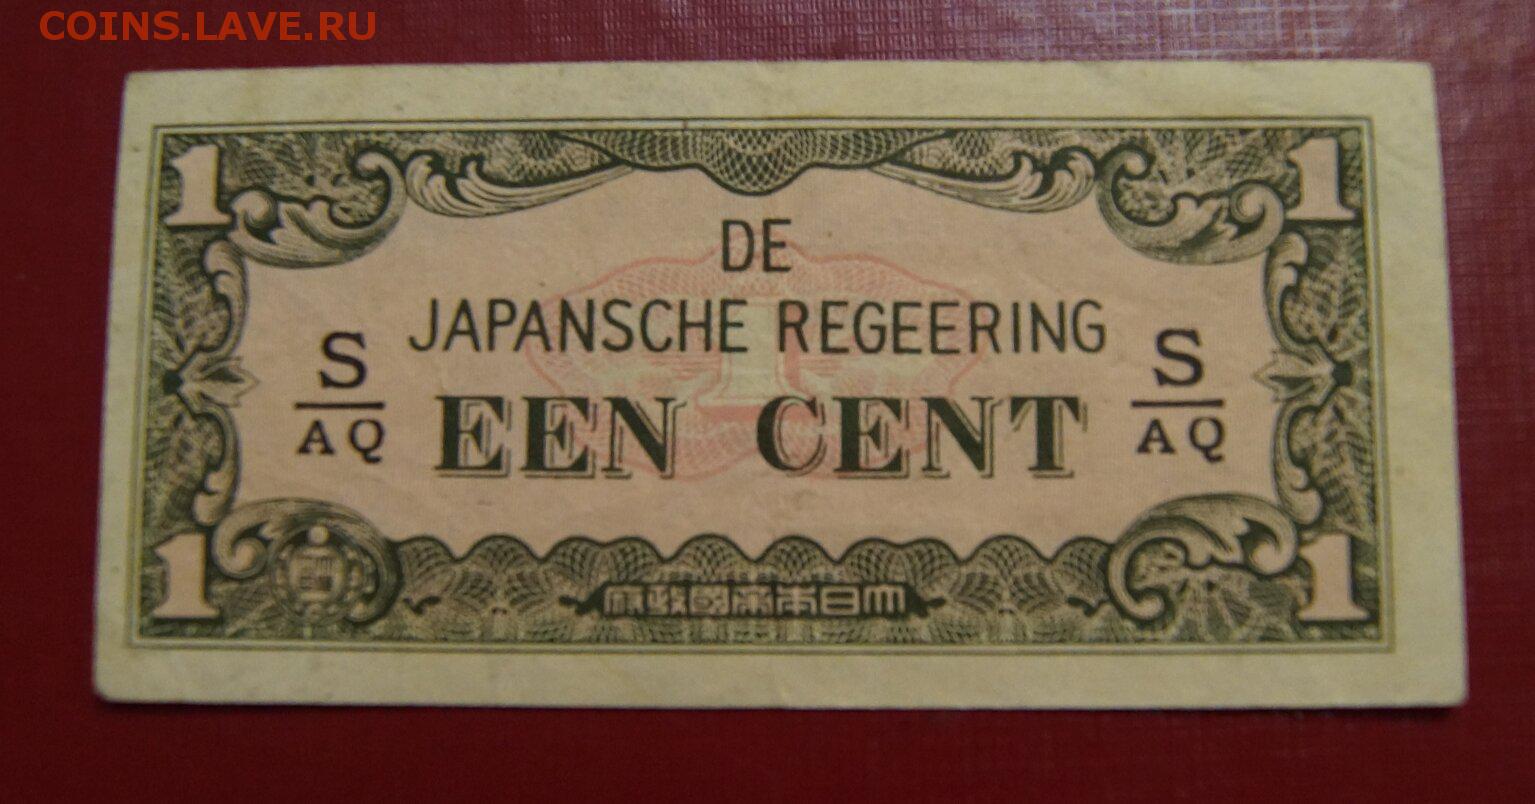 COINS.LAVE.RU
1 1
DE
JAPANSCHE REGEERING
S S
AQ AQ
EEN CENT
1 1
府政國帝本日大